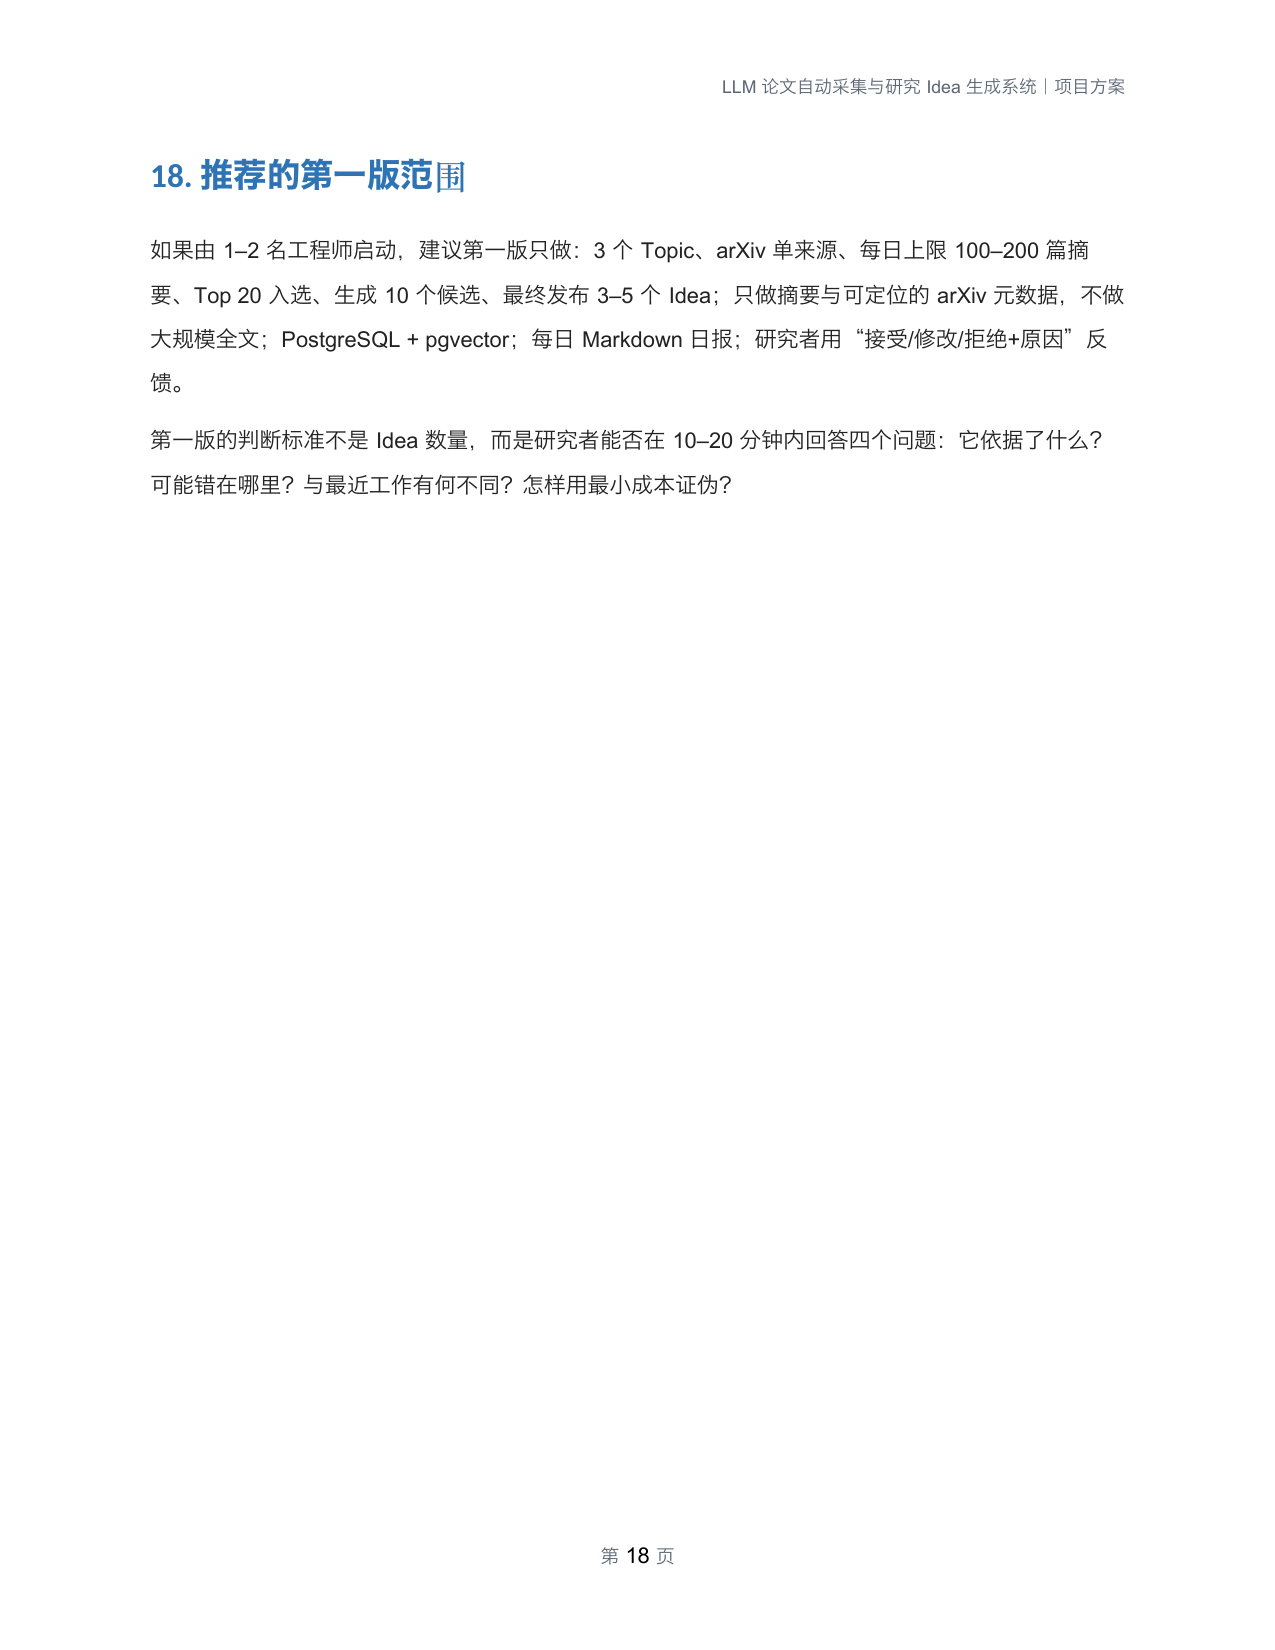 LLM 论文自动采集与研究 Idea 生成系统｜项目方案
18. 推荐的第一版范围
如果由 1–2 名工程师启动，建议第一版只做：3 个 Topic、arXiv 单来源、每日上限 100–200 篇摘
要、Top 20 入选、生成 10 个候选、最终发布 3–5 个 Idea；只做摘要与可定位的 arXiv 元数据，不做
大规模全文；PostgreSQL + pgvector；每日 Markdown 日报；研究者用“接受/修改/拒绝+原因”反
馈。
第一版的判断标准不是 Idea 数量，而是研究者能否在 10–20 分钟内回答四个问题：它依据了什么？
可能错在哪里？与最近工作有何不同？怎样用最小成本证伪？
第 18 页